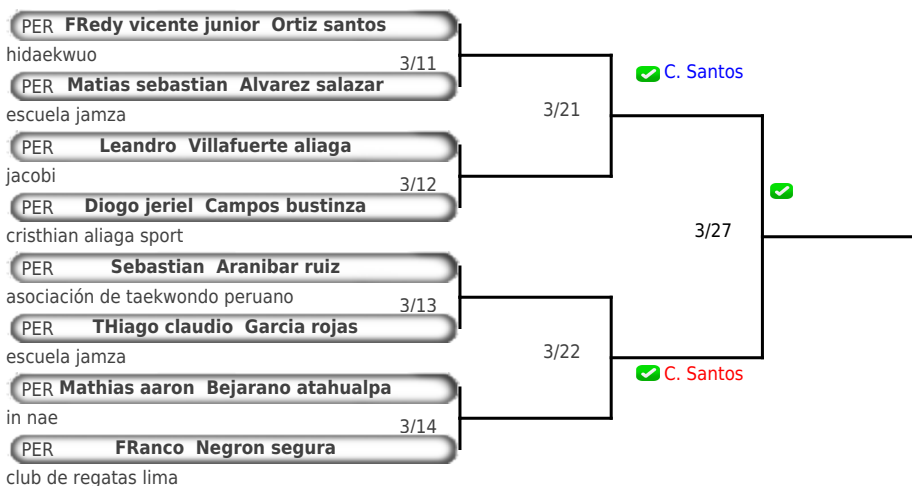 PER FRedy vicente junior Ortiz santos
hidaekwuo
3/11
PER Matias sebastian Alvarez salazar
escuela jamza
3/21
C. Santos
PER Leandro Villafuerte aliaga
jacobi
3/12
PER Diogo jeriel Campos bustinza
cristhian aliaga sport
3/27
PER Sebastian Aranibar ruiz
asociación de taekwondo peruano
3/13
PER THiago claudio Garcia rojas
escuela jamza
3/22
C. Santos
PER Mathias aaron Bejarano atahualpa
in nae
3/14
PER FRanco Negron segura
club de regatas lima